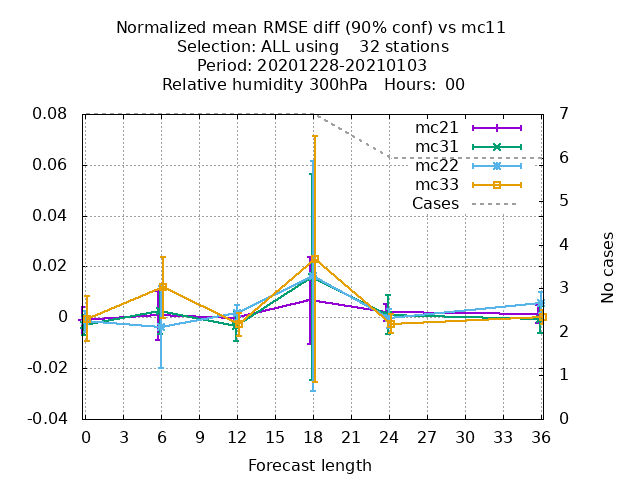 Normalized mean RMSE diff (90% conf) vs mc11
Selection: ALL using    32 stations
Period: 20201228-20210103
Relative humidity 300hPa   Hours:  00
mc21
mc31
mc22
mc33
Cases
0.08
0.06
0.04
0.02
0
-0.02
-0.04
7
6
5
4
3
2
1
0
No cases
0 3 6 9 12 15 18 21 24 27 30 33 36
Forecast length